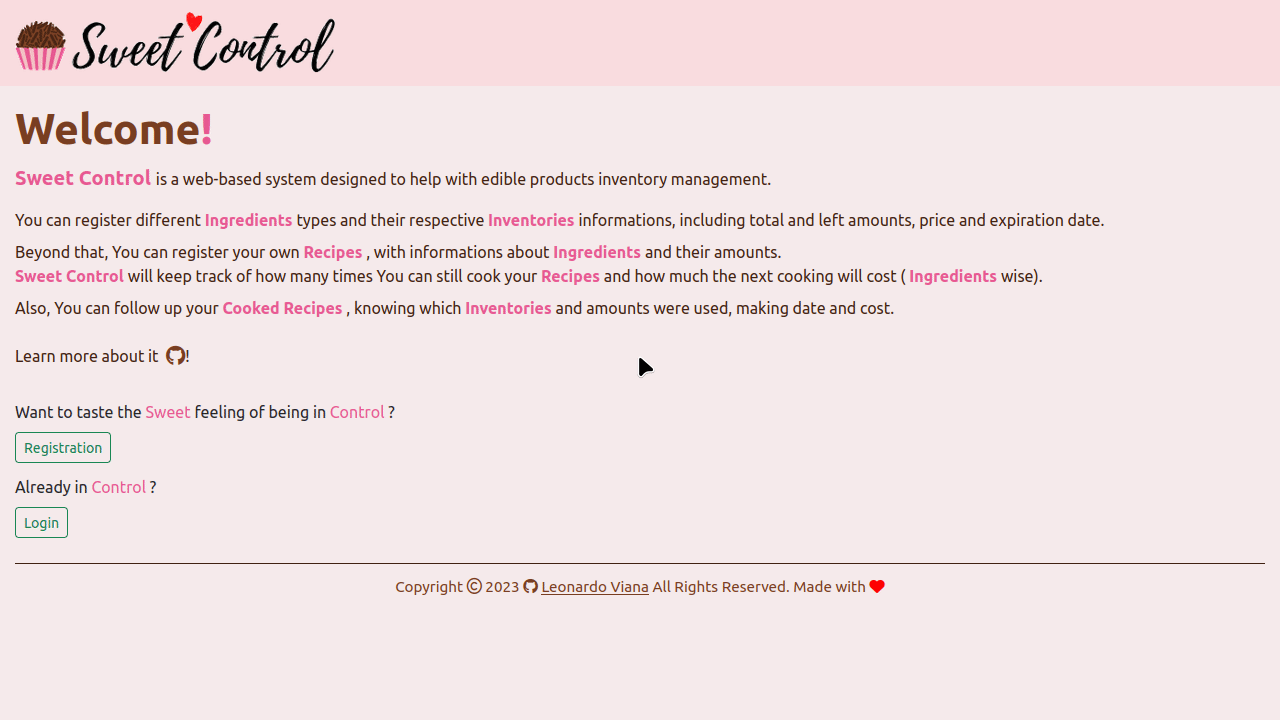 Sweet Control
Welcome!
Sweet Control is a web-based system designed to help with edible products inventory management.
You can register different Ingredients types and their respective Inventories informations, including total and left amounts, price and expiration date.
Beyond that, You can register your own Recipes , with informations about Ingredients and their amounts.
Sweet Control will keep track of how many times You can still cook your Recipes and how much the next cooking will cost ( Ingredients wise).
Also, You can follow up your Cooked Recipes , knowing which Inventories and amounts were used, making date and cost.
Learn more about it !
Want to taste the Sweet feeling of being in Control ?
Registration
Already in Control ?
Login
Copyright © 2023 Leonardo Viana All Rights Reserved. Made with